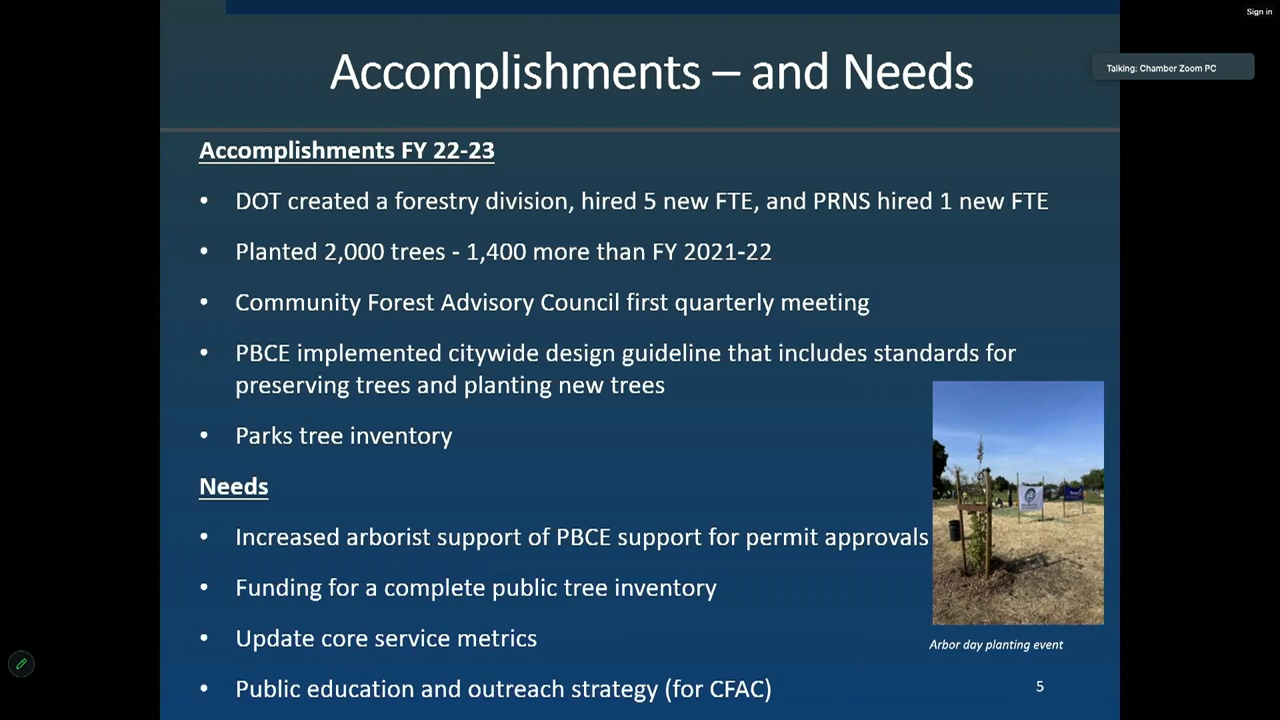 Sign in
Talking: Chamber Zoom PC
Accomplishments – and Needs
Accomplishments FY 22-23
• DOT created a forestry division, hired 5 new FTE, and PRNS hired 1 new FTE
• Planted 2,000 trees - 1,400 more than FY 2021-22
• Community Forest Advisory Council first quarterly meeting
• PBCE implemented citywide design guideline that includes standards for
preserving trees and planting new trees
• Parks tree inventory
Needs
• Increased arborist support of PBCE support for permit approvals
• Funding for a complete public tree inventory
• Update core service metrics
• Public education and outreach strategy (for CFAC)
Arbor day planting event
5